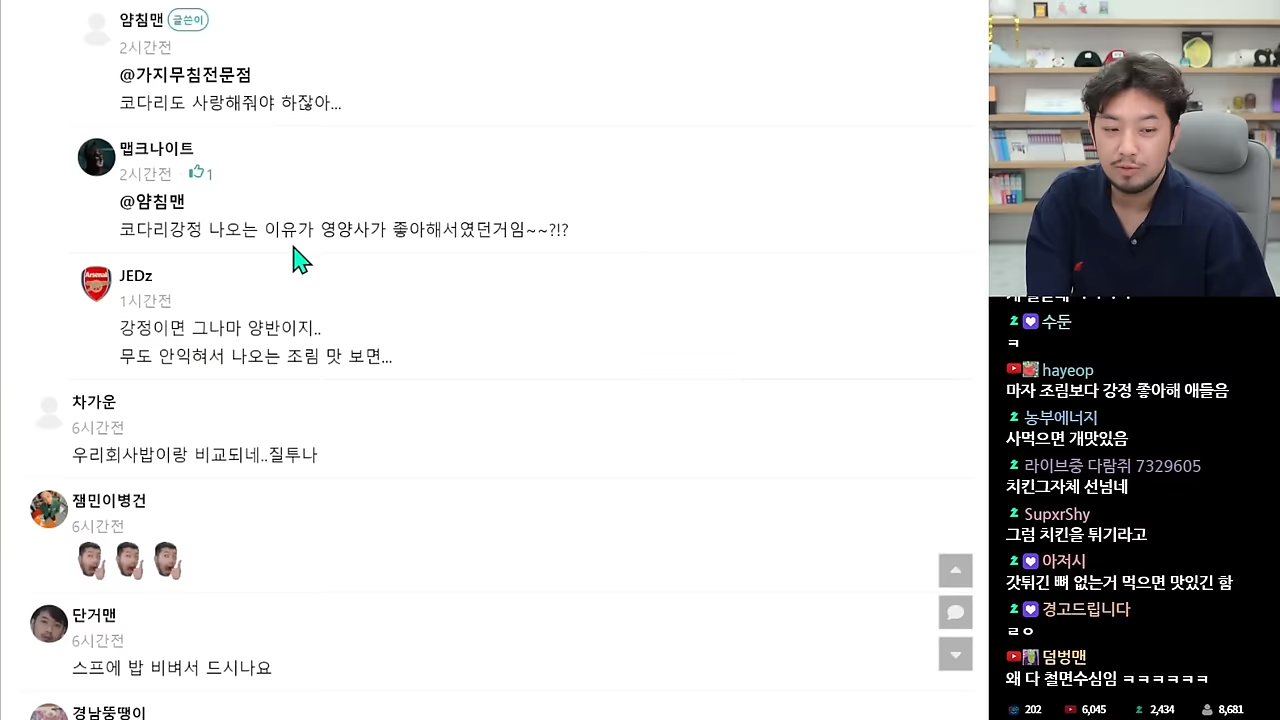 얌침맨 글쓴이
2시간전
@가지무침전문점
코다리도 사랑해줘야 하잖아...
맵크나이트
2시간전 · 1
@얌침맨
코다리강정 나오는 이유가 영양사가 좋아해서였던거임~~?!?
Arsenal
JEDz
1시간전
강정이면 그나마 양반이지..
무도 안익혀서 나오는 조림 맛 보면...
차가운
6시간전
우리회사밥이랑 비교되네..질투나
잼민이병건
6시간전
단거맨
6시간전
스프에 밥 비벼서 드시나요
경남뚱땡이
수둔
ㅋ
hayeop
마자 조림보다 강정 좋아해 애들음
농부에너지
사먹으면 개맛있음
라이브중 다람쥐 7329605
치킨그자체 선넘네
SupxrShy
그럼 치킨을 튀기라고
아저시
갓튀긴 뼈 없는거 먹으면 맛있긴 함
경고드립니다
ㄹㅇ
덤벙맨
왜 다 철면수심임 ㅋㅋㅋㅋㅋㅋ
202 6,045 2,434 8,681